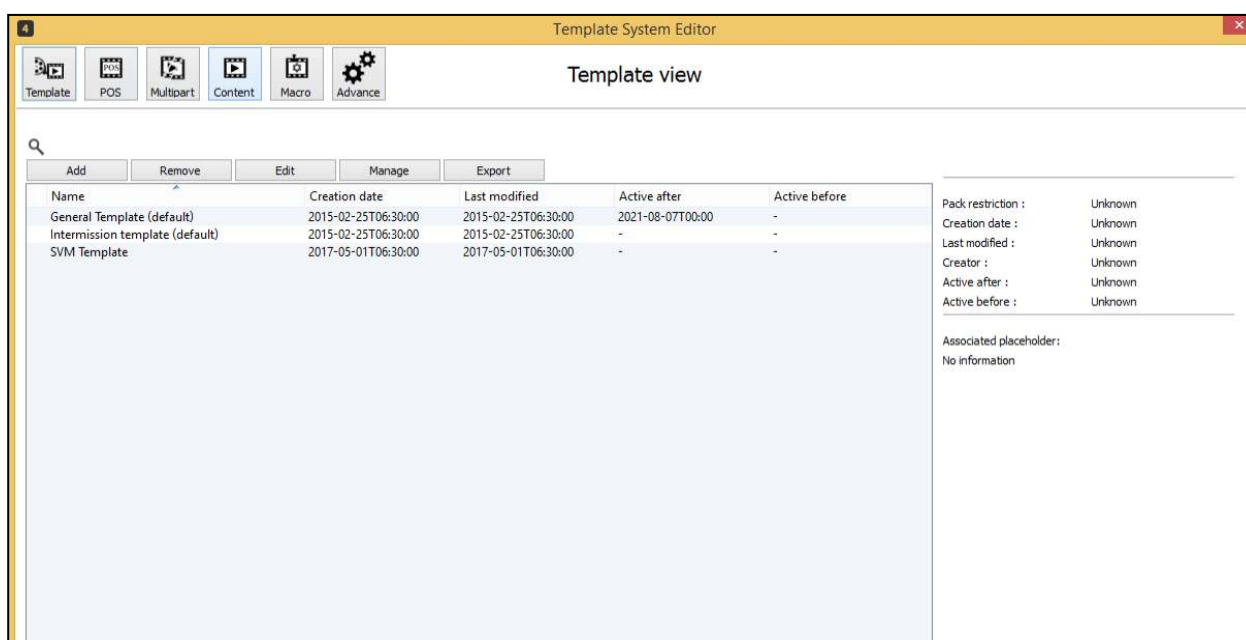 4 Template System Editor
Template POS Multipart Content Macro Advance
POS
Template view
Add Remove Edit Manage Export
Name Creation date Last modified Active after Active before
General Template (default) 2015-02-25T06:30:00 2015-02-25T06:30:00 2021-08-07T00:00 -
Intermission template (default) 2015-02-25T06:30:00 2015-02-25T06:30:00 - -
SVM Template 2017-05-01T06:30:00 2017-05-01T06:30:00 - -
Pack restriction : Unknown
Creation date : Unknown
Last modified : Unknown
Creator : Unknown
Active after : Unknown
Active before : Unknown
Associated placeholder:
No information